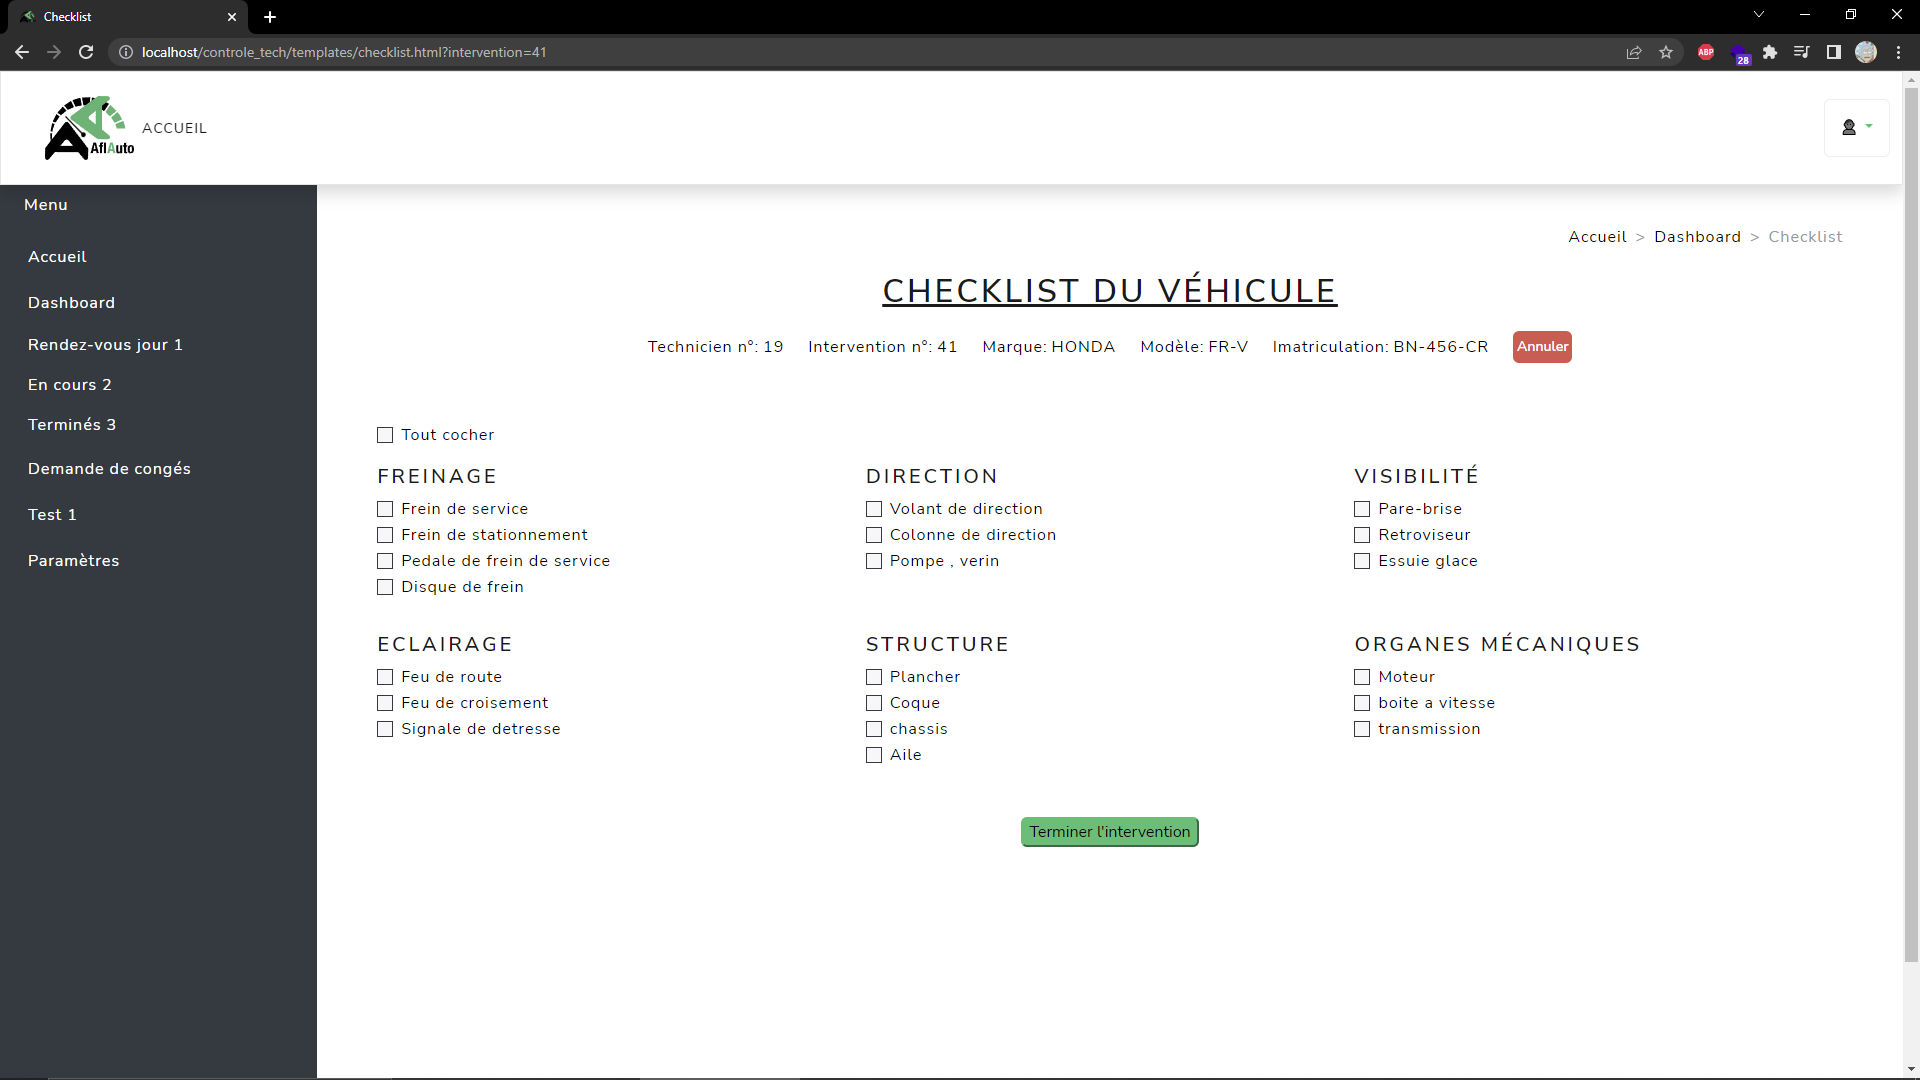 Checklist
localhost/controle_tech/templates/checklist.html?intervention=41
ABP
28
AflAuto
ACCUEIL
Menu
Accueil
Dashboard
Rendez-vous jour 1
En cours 2
Terminés 3
Demande de congés
Test 1
Paramètres
Accueil > Dashboard > Checklist
CHECKLIST DU VÉHICULE
Technicien n°: 19 Intervention n°: 41 Marque: HONDA Modèle: FR-V Imatriculation: BN-456-CR Annuler
Tout cocher
FREINAGE
Frein de service
Frein de stationnement
Pedale de frein de service
Disque de frein
DIRECTION
Volant de direction
Colonne de direction
Pompe , verin
VISIBILITÉ
Pare-brise
Retroviseur
Essuie glace
ECLAIRAGE
Feu de route
Feu de croisement
Signale de detresse
STRUCTURE
Plancher
Coque
chassis
Aile
ORGANES MÉCANIQUES
Moteur
boite a vitesse
transmission
Terminer l'intervention